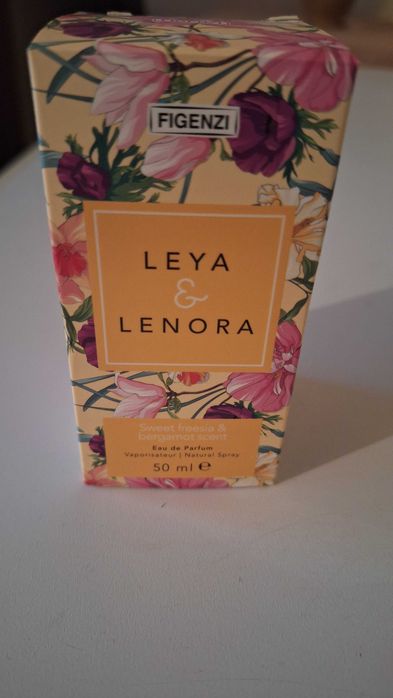 FIGENZI
LEYA
&
LENORA
Sweet freesia &
bergamot scent
Eau de Parfum
Vaporisateur | Natural Spray
50 ml ℮